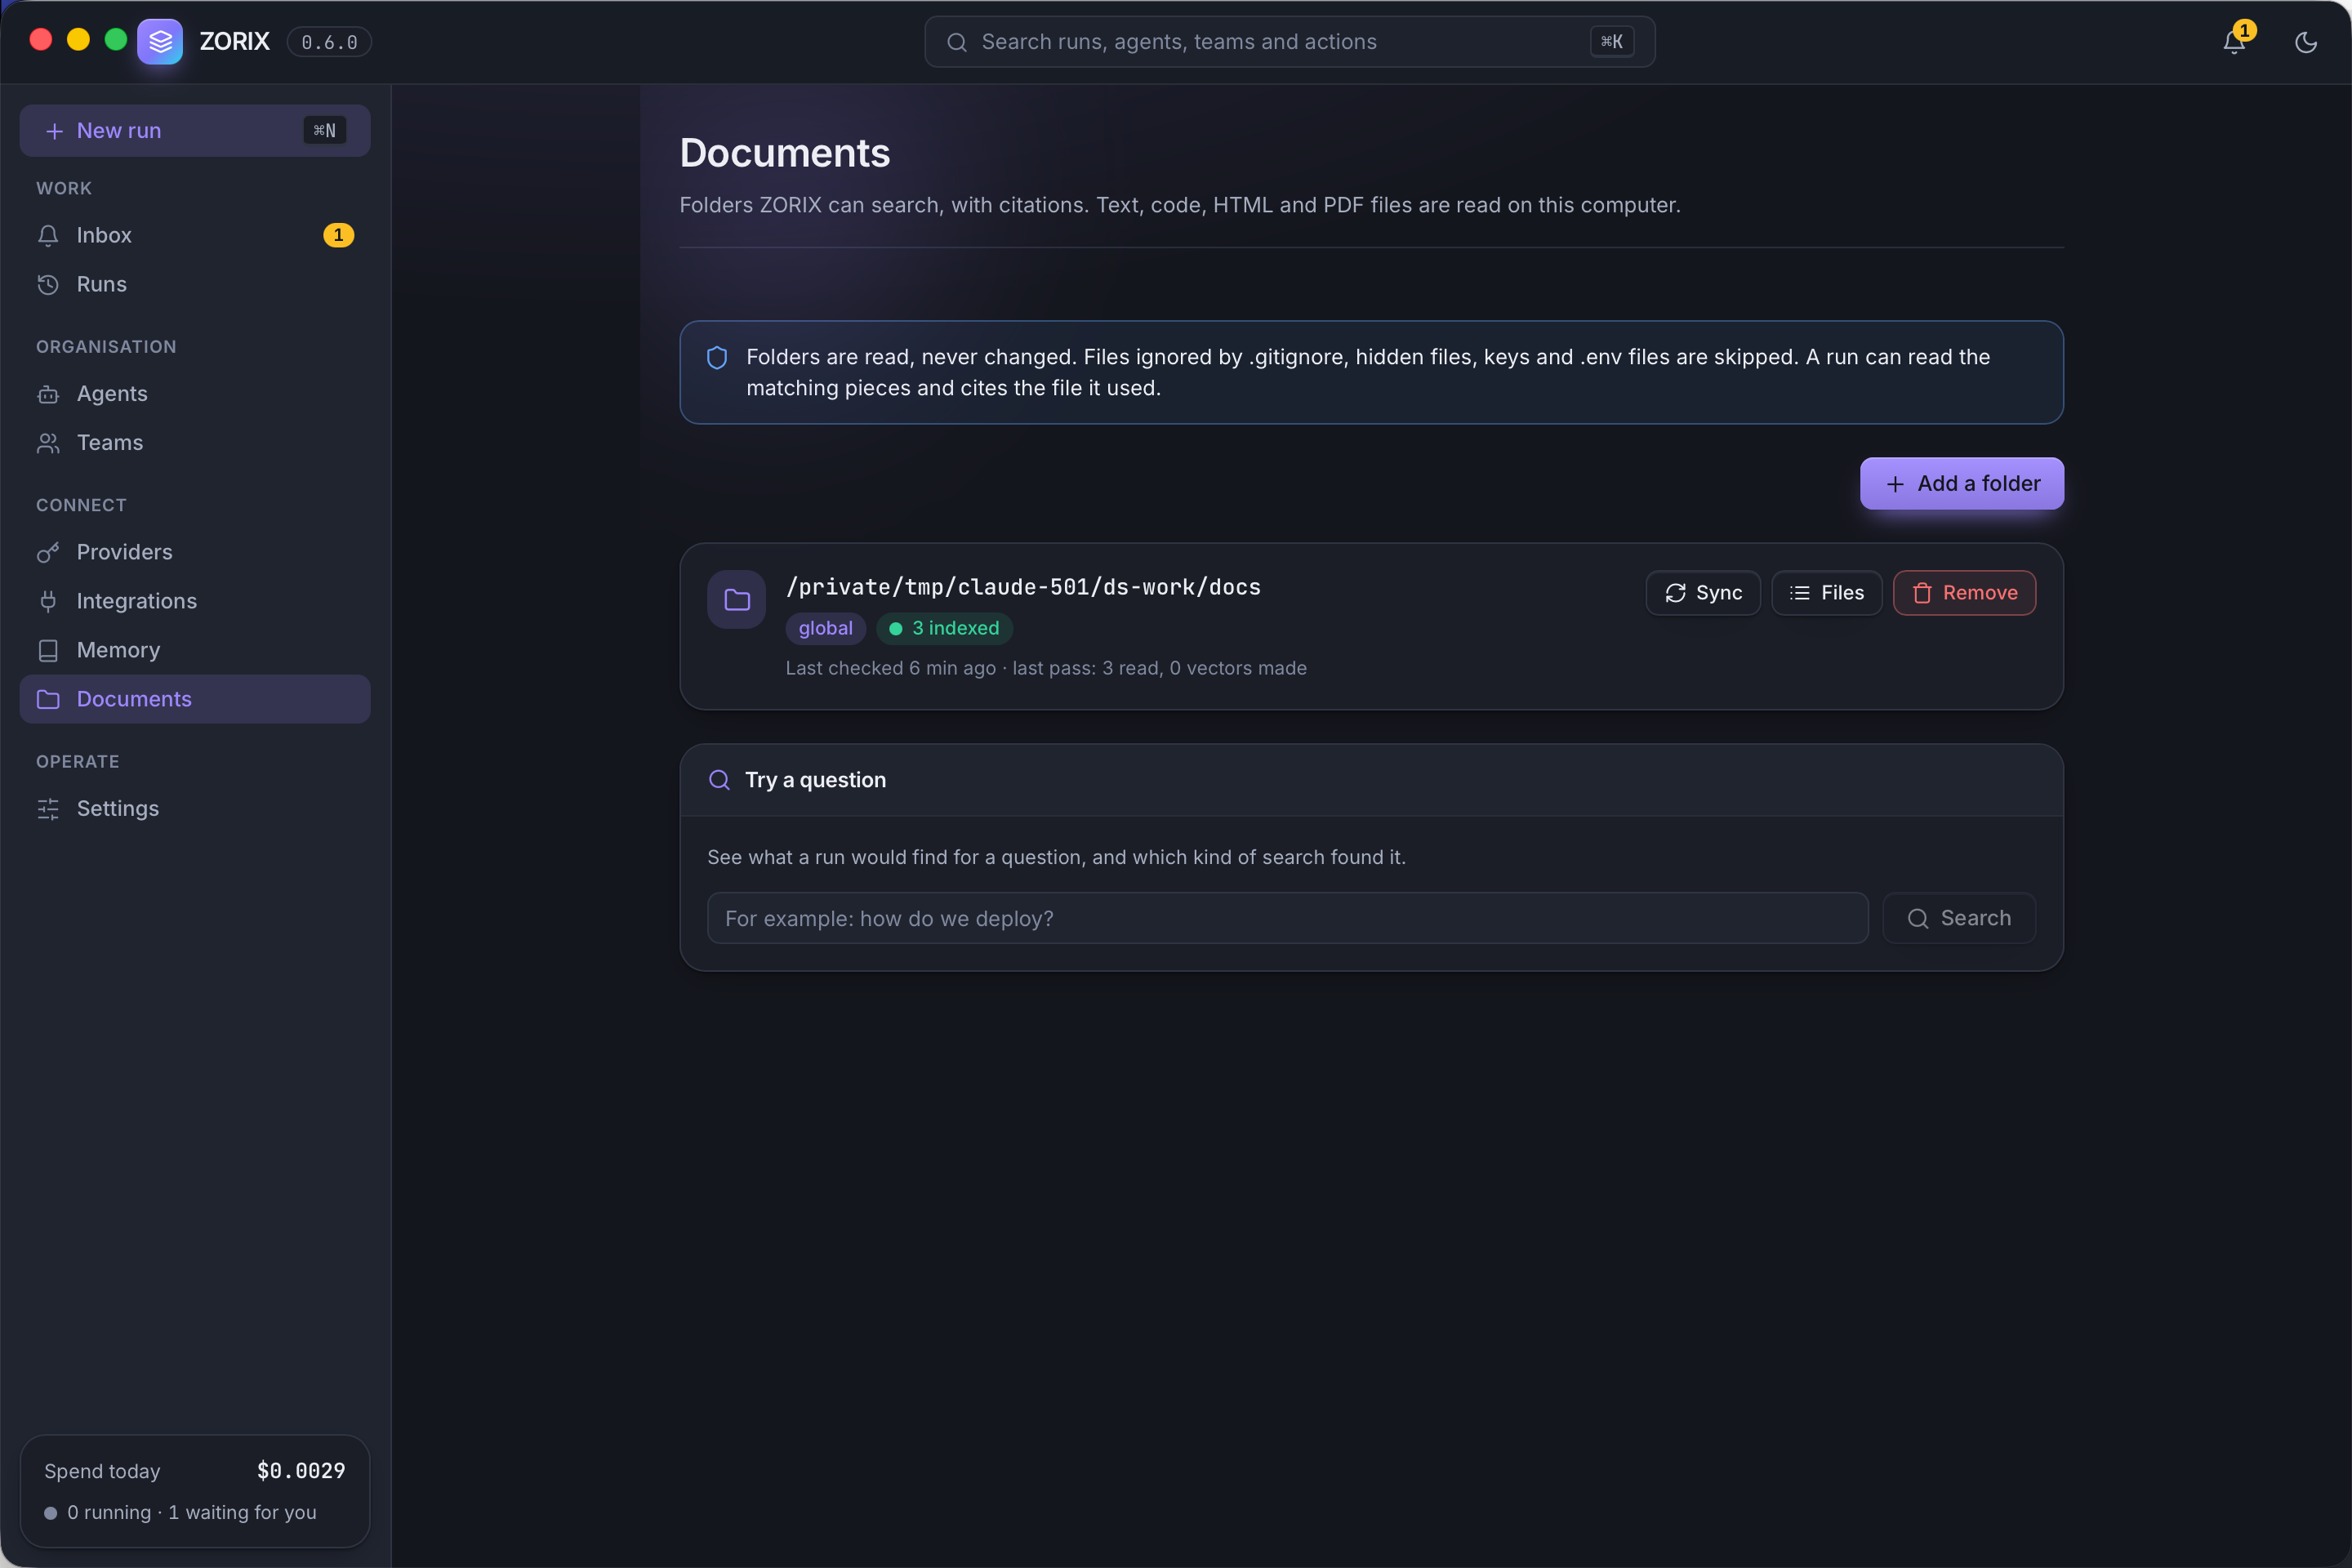 ZORIX 0.6.0
Search runs, agents, teams and actions ⌘K
1
New run ⌘N
WORK
Inbox 1
Runs
ORGANISATION
Agents
Teams
CONNECT
Providers
Integrations
Memory
Documents
OPERATE
Settings
Spend today $0.0029
0 running · 1 waiting for you
Documents
Folders ZORIX can search, with citations. Text, code, HTML and PDF files are read on this computer.
Folders are read, never changed. Files ignored by .gitignore, hidden files, keys and .env files are skipped. A run can read the
matching pieces and cites the file it used.
Add a folder
/private/tmp/claude-501/ds-work/docs
Sync Files Remove
global 3 indexed
Last checked 6 min ago · last pass: 3 read, 0 vectors made
Try a question
See what a run would find for a question, and which kind of search found it.
For example: how do we deploy?
Search